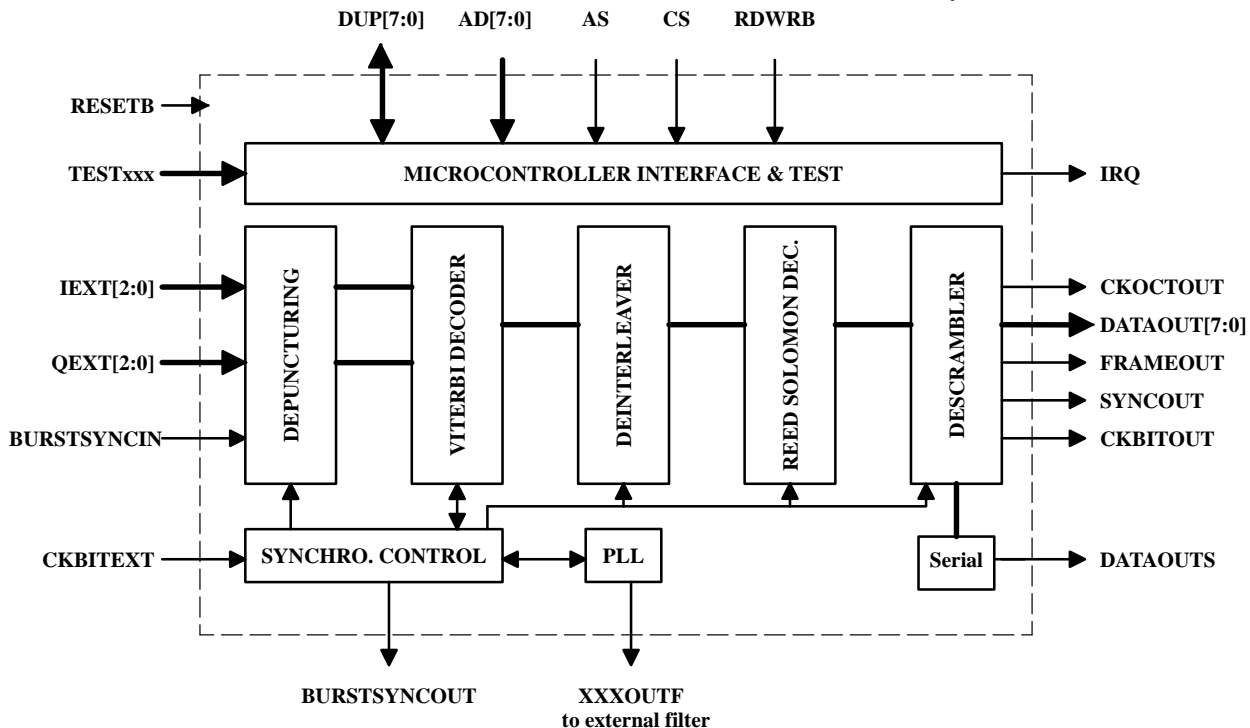 DUP[7:0] AD[7:0] AS CS RDWRB
RESETB
TESTxxx
MICROCONTROLLER INTERFACE & TEST
IRQ
IEXT[2:0]
QEXT[2:0]
BURSTSYNCIN
DEPUNCTURING
VITERBI DECODER
DEINTERLEAVER
REED SOLOMON DEC.
DESCRAMBLER
CKOCTOUT
DATAOUT[7:0]
FRAMEOUT
SYNCOUT
CKBITOUT
CKBITEXT
SYNCHRO. CONTROL
PLL
Serial
DATAOUTS
BURSTSYNCOUT
XXXOUTF
to external filter